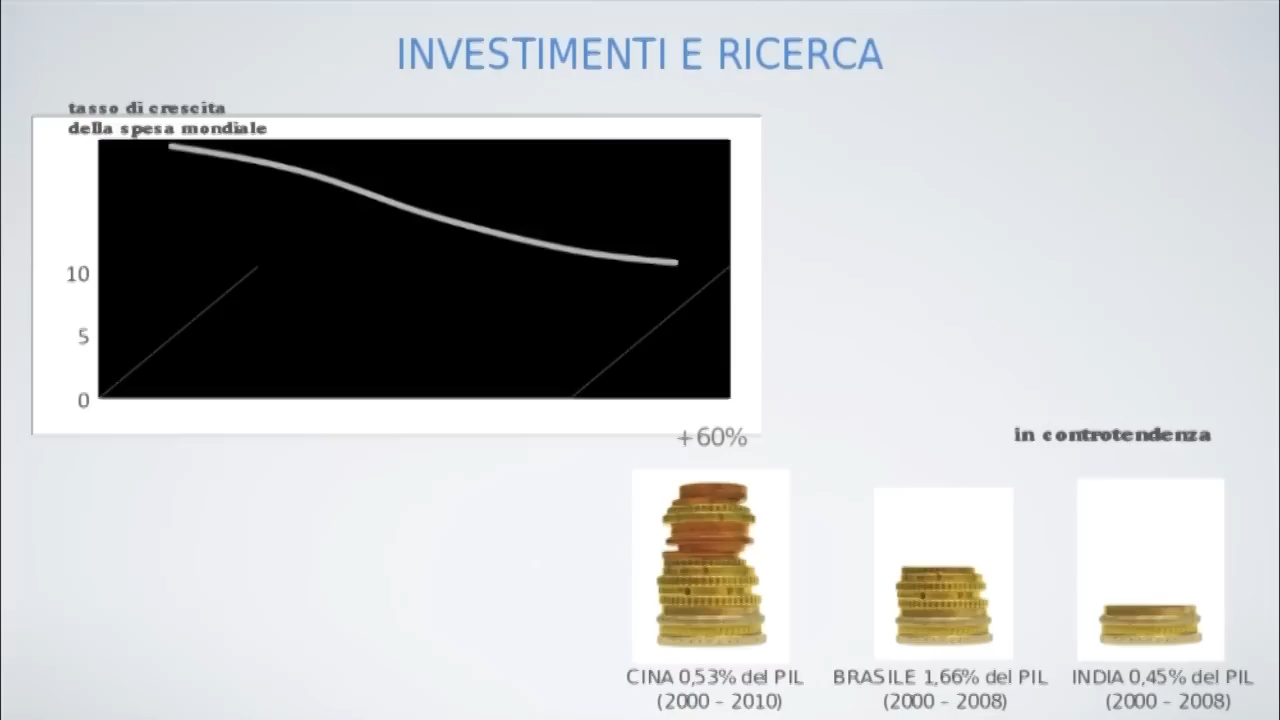 INVESTIMENTI E RICERCA
tasso di crescita
della spesa mondiale
10
5
0
+60%
in controtendenza
CINA 0,53% del PIL
(2000 – 2010)
BRASILE 1,66% del PIL
(2000 – 2008)
INDIA 0,45% del PIL
(2000 – 2008)